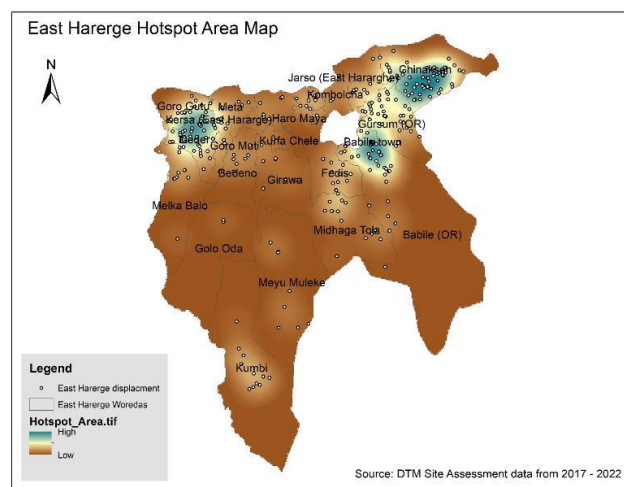 East Harerge Hotspot Area Map
N
Chinaksen
Jarso (East Hararghe)
Kombolcha
Goro Gutu
Meta
Kersa (East Hararge)
Haro Maya
Gursum (OR)
Deder
Goro Muti
Kurfa Chele
Babile town
Bedeno
Girawa
Fedis
Melka Balo
Midhaga Tola
Babile (OR)
Golo Oda
Meyu Muleke
Kumbi
Legend
East Harerge displacment
East Harerge Woredas
Hotspot_Area.tif
High
Low
Source: DTM Site Assessment data from 2017 - 2022